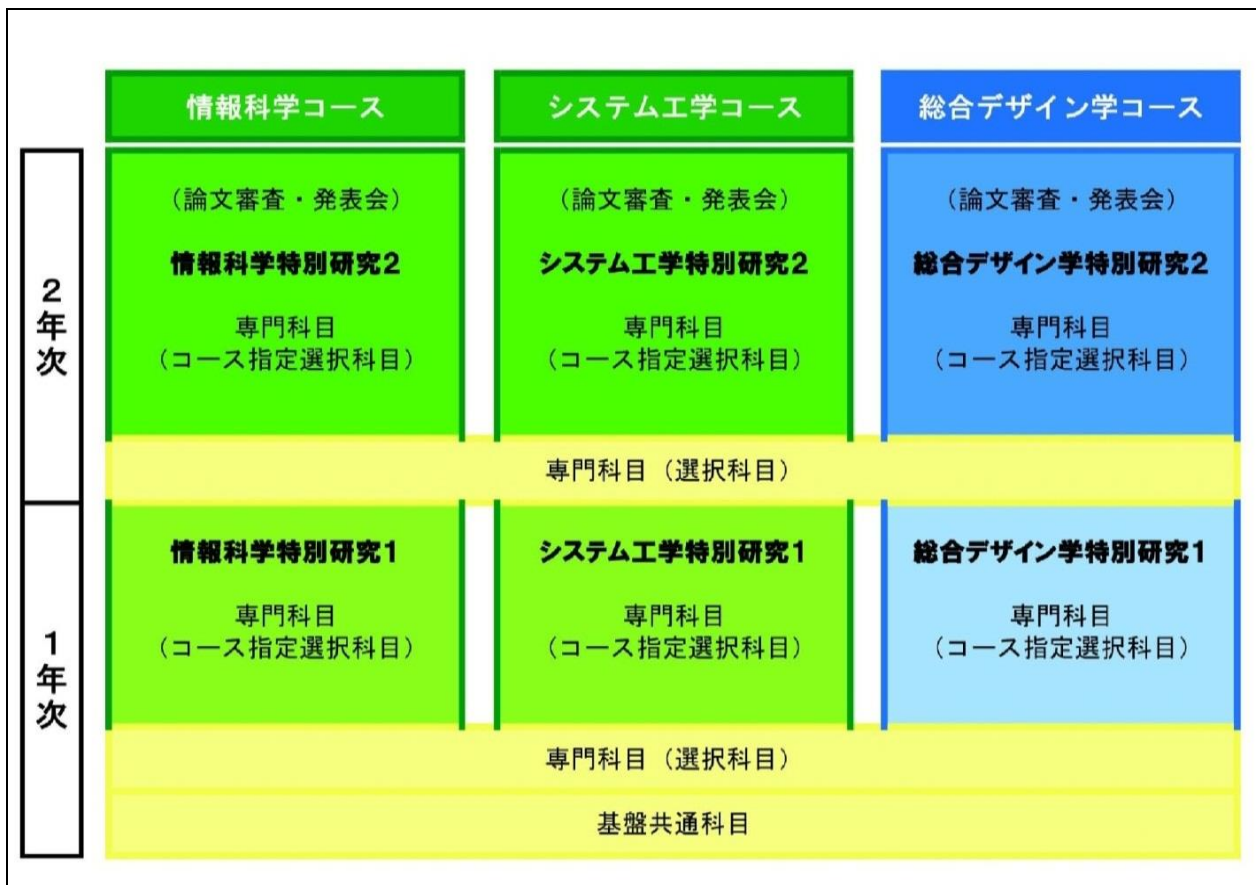 情報科学コース
システム工学コース
総合デザイン学コース
2年次
(論文審査・発表会)
情報科学特別研究2
専門科目
(コース指定選択科目)
(論文審査・発表会)
システム工学特別研究2
専門科目
(コース指定選択科目)
(論文審査・発表会)
総合デザイン学特別研究2
専門科目
(コース指定選択科目)
専門科目(選択科目)
1年次
情報科学特別研究1
専門科目
(コース指定選択科目)
システム工学特別研究1
専門科目
(コース指定選択科目)
総合デザイン学特別研究1
専門科目
(コース指定選択科目)
専門科目(選択科目)
基盤共通科目